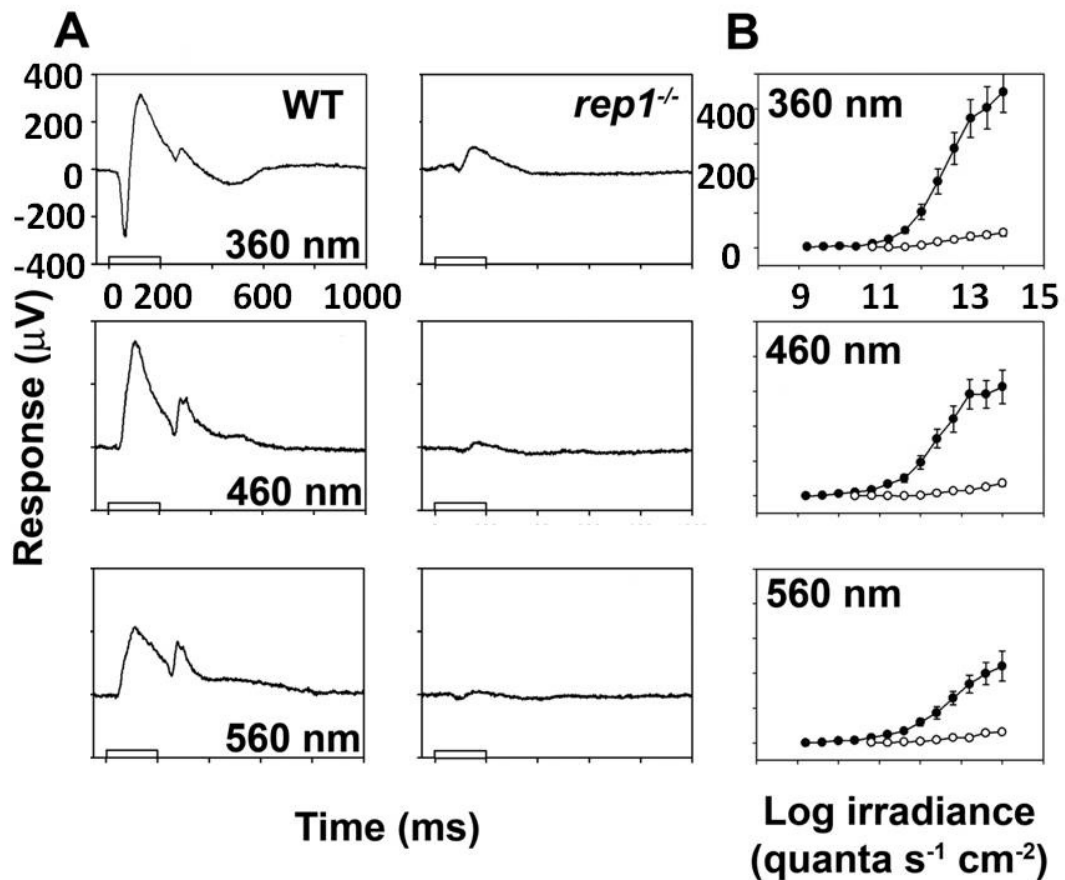 A
B
400
200
0
-200
-400
WT
360 nm
rep1-/-
0 200 600 1000
400
200
0
360 nm
9 11 13 15
Response (μV)
460 nm
460 nm
560 nm
560 nm
Time (ms)
Log irradiance
(quanta s-1 cm-2)